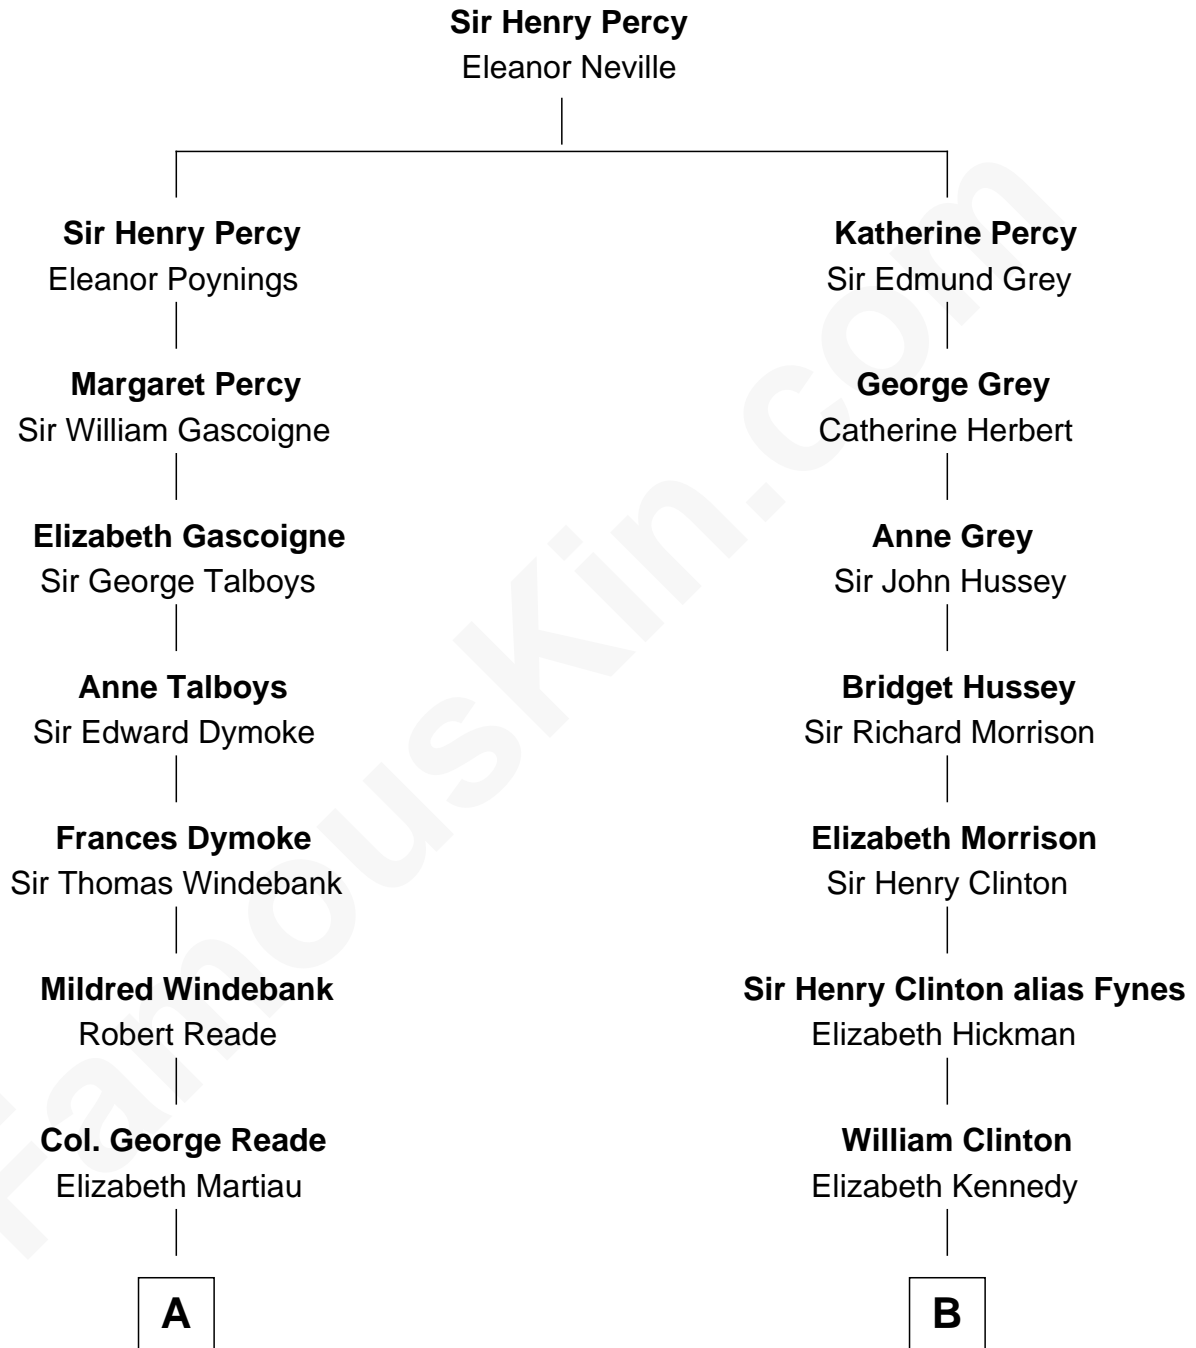 Sir Henry Percy
Eleanor Neville
Sir Henry Percy
Eleanor Poynings
Katherine Percy
Sir Edmund Grey
Margaret Percy
Sir William Gascoigne
George Grey
Catherine Herbert
Elizabeth Gascoigne
Sir George Talboys
Anne Grey
Sir John Hussey
Anne Talboys
Sir Edward Dymoke
Bridget Hussey
Sir Richard Morrison
Frances Dymoke
Sir Thomas Windebank
Elizabeth Morrison
Sir Henry Clinton
Mildred Windebank
Robert Reade
Sir Henry Clinton alias Fynes
Elizabeth Hickman
Col. George Reade
Elizabeth Martiau
William Clinton
Elizabeth Kennedy
A
B
FamousKin.com